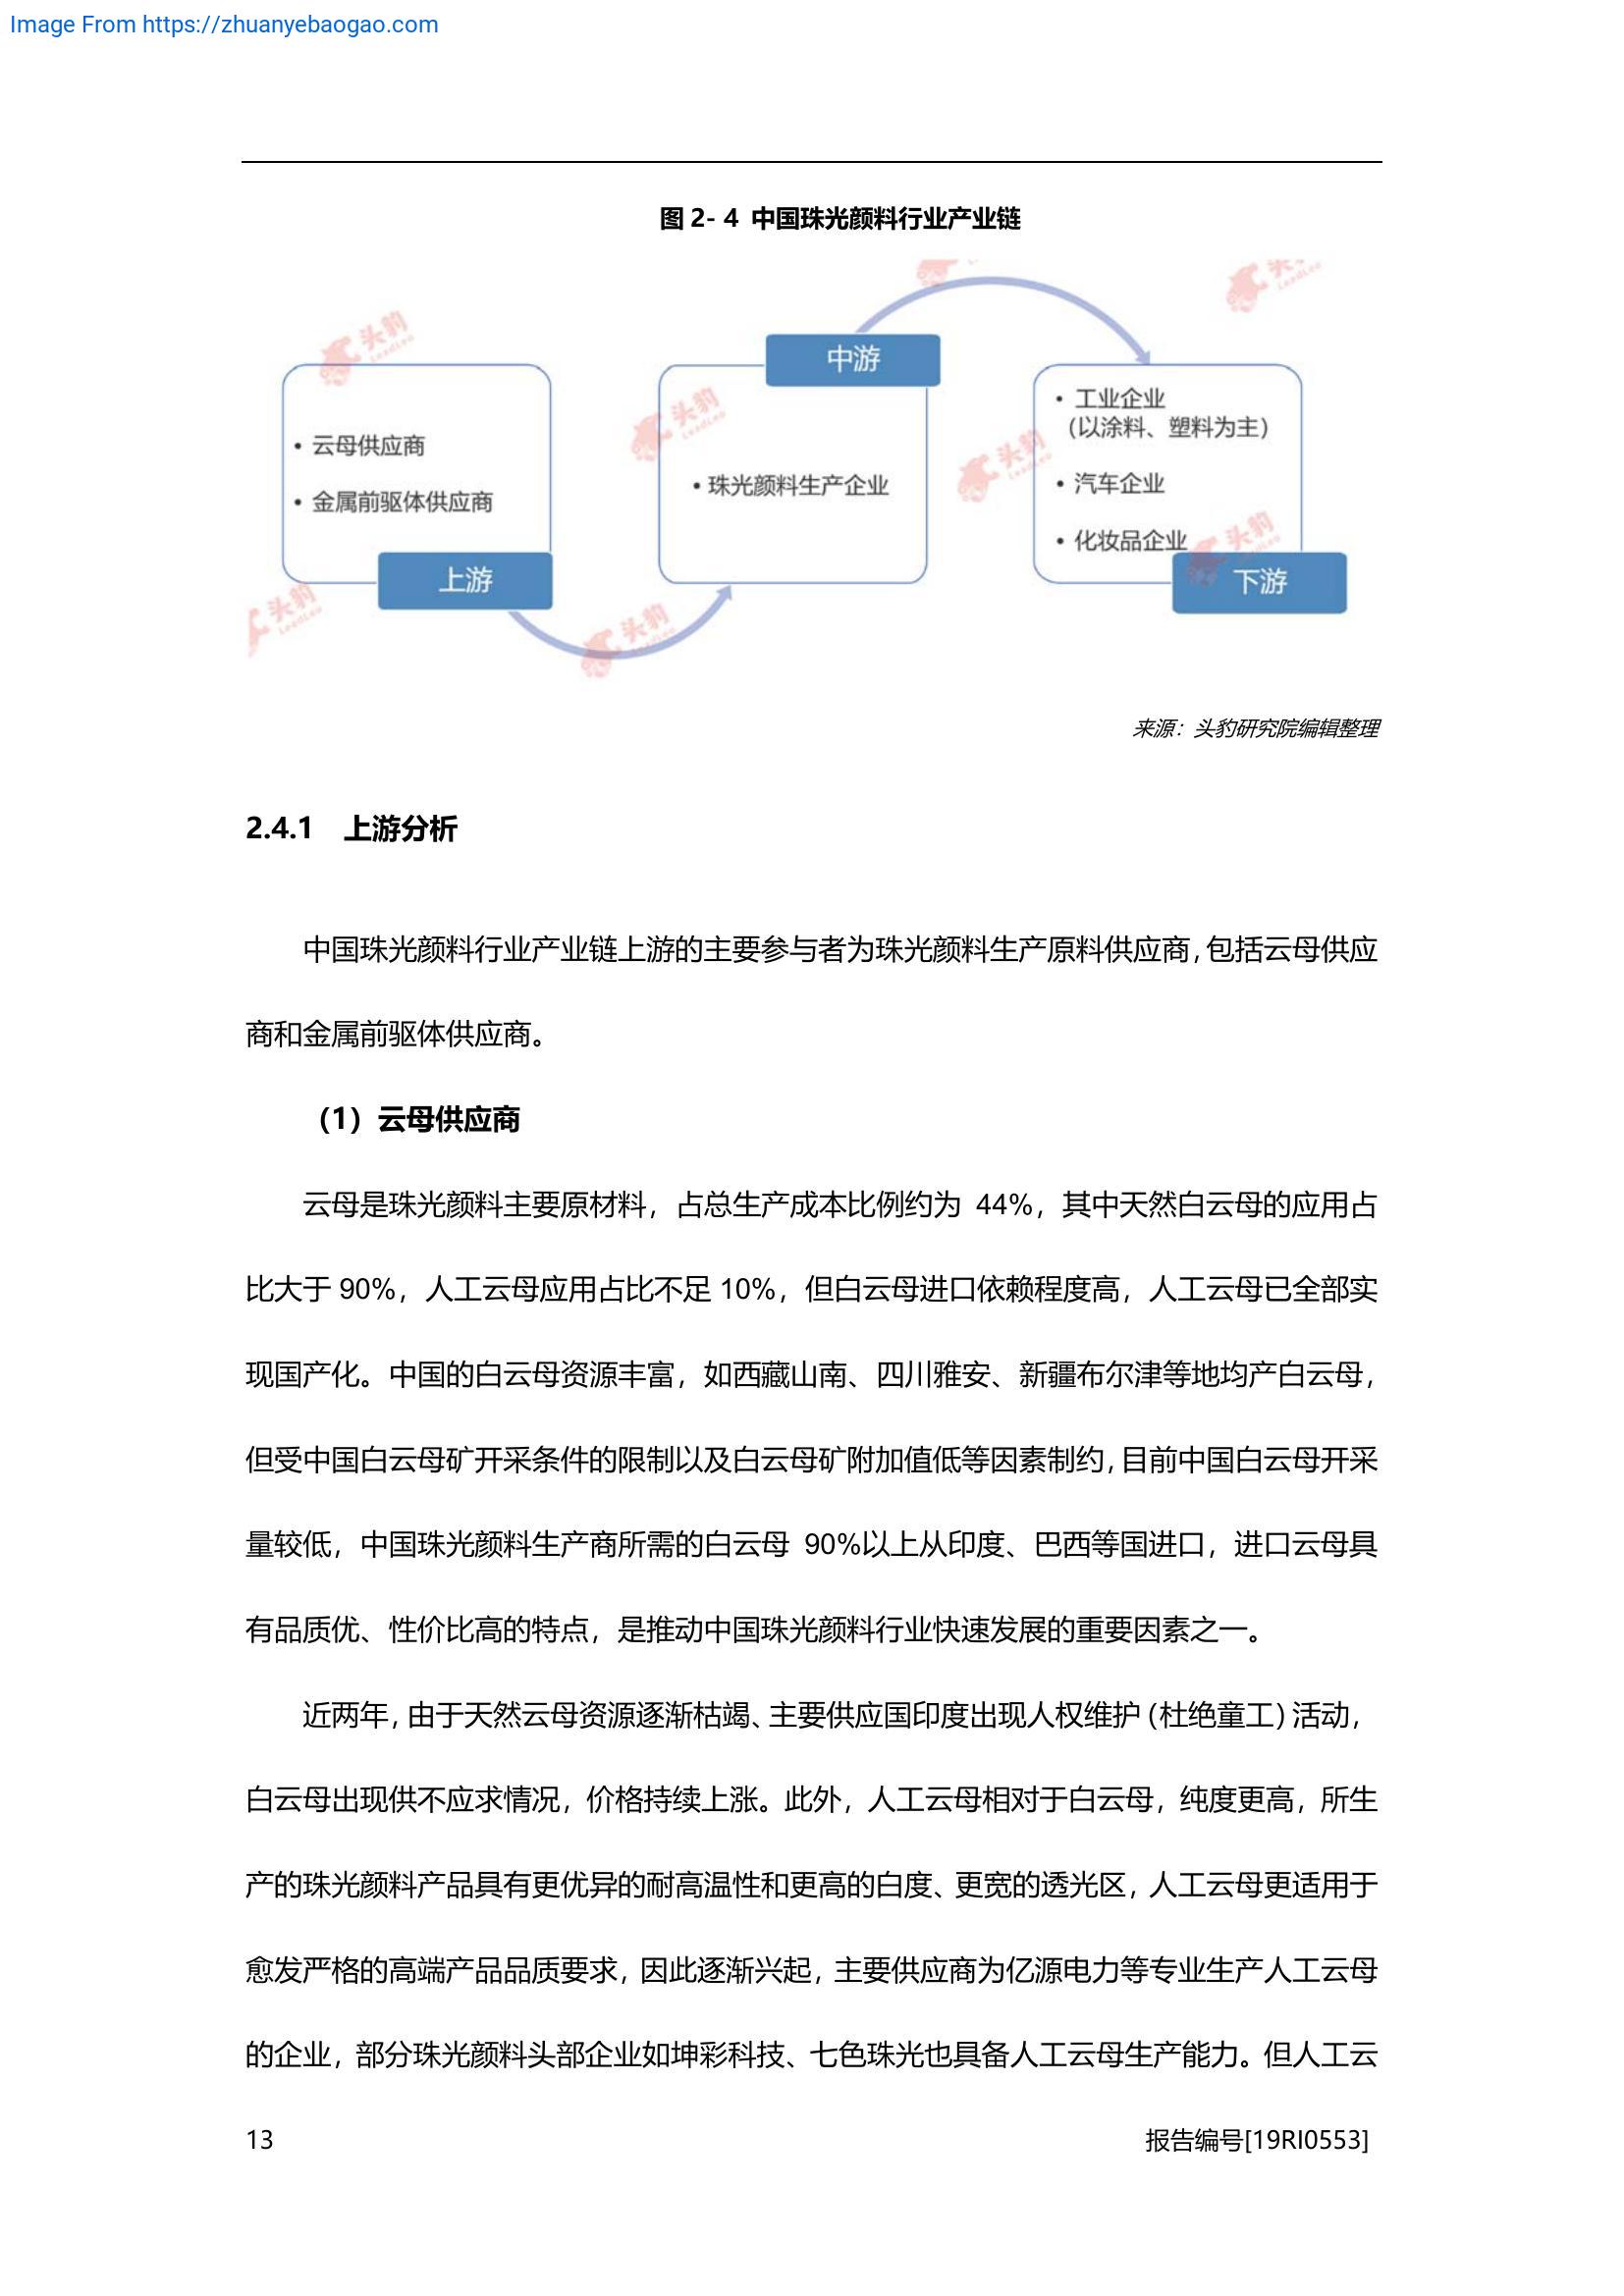 Image From https://zhuanyebaogao.com
图 2- 4 中国珠光颜料行业产业链
• 云母供应商
• 金属前驱体供应商
上游
中游
• 珠光颜料生产企业
• 工业企业
（以涂料、塑料为主）
• 汽车企业
• 化妆品企业
下游
头豹
LeadLeo
来源：头豹研究院编辑整理
2.4.1 上游分析
中国珠光颜料行业产业链上游的主要参与者为珠光颜料生产原料供应商，包括云母供应
商和金属前驱体供应商。
（1）云母供应商
云母是珠光颜料主要原材料，占总生产成本比例约为 44%，其中天然白云母的应用占
比大于 90%，人工云母应用占比不足 10%，但白云母进口依赖程度高，人工云母已全部实
现国产化。中国的白云母资源丰富，如西藏山南、四川雅安、新疆布尔津等地均产白云母，
但受中国白云母矿开采条件的限制以及白云母矿附加值低等因素制约，目前中国白云母开采
量较低，中国珠光颜料生产商所需的白云母 90%以上从印度、巴西等国进口，进口云母具
有品质优、性价比高的特点，是推动中国珠光颜料行业快速发展的重要因素之一。
近两年，由于天然云母资源逐渐枯竭、主要供应国印度出现人权维护（杜绝童工）活动，
白云母出现供不应求情况，价格持续上涨。此外，人工云母相对于白云母，纯度更高，所生
产的珠光颜料产品具有更优异的耐高温性和更高的白度、更宽的透光区，人工云母更适用于
愈发严格的高端产品品质要求，因此逐渐兴起，主要供应商为亿源电力等专业生产人工云母
的企业，部分珠光颜料头部企业如坤彩科技、七色珠光也具备人工云母生产能力。但人工云
13
报告编号[19RI0553]